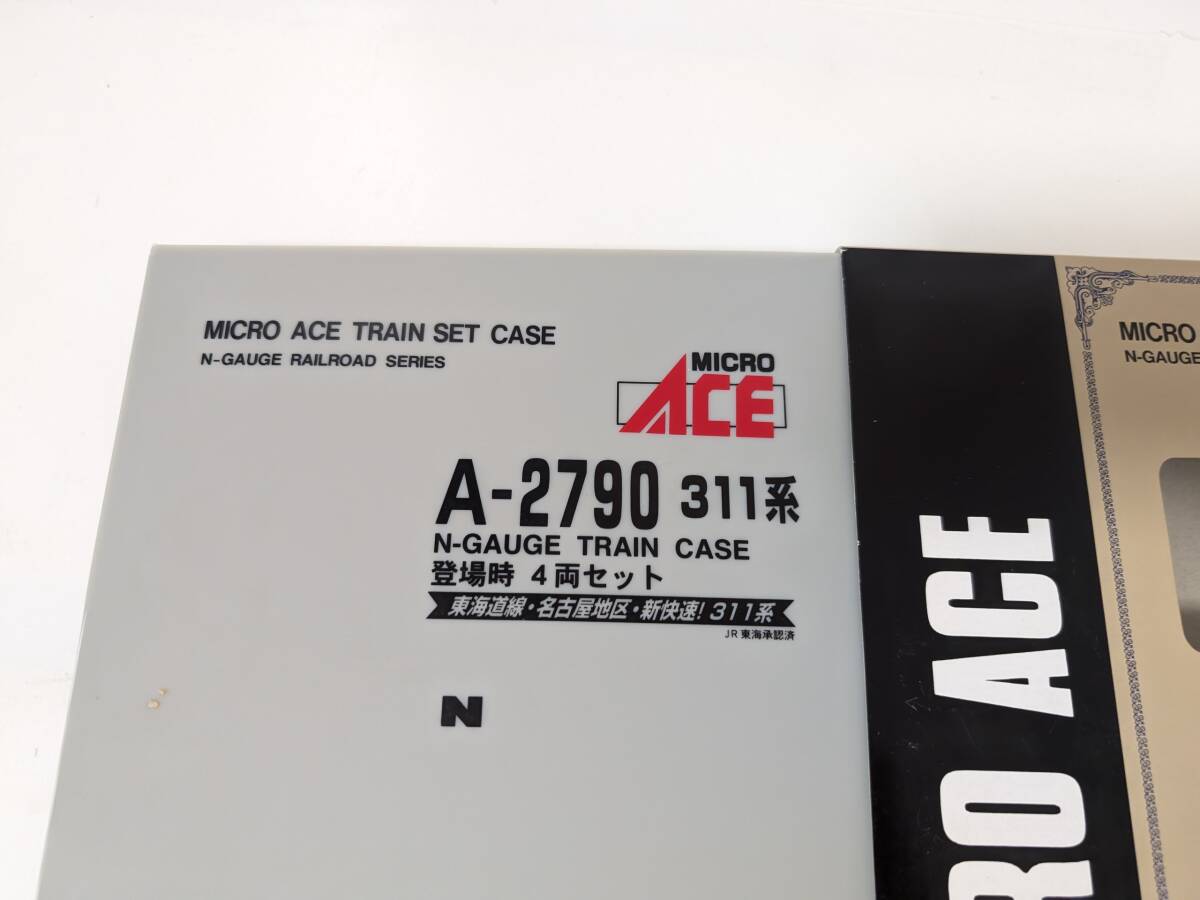 MICRO ACE TRAIN SET CASE
N-GAUGE RAILROAD SERIES
MICRO
ACE
A-2790 311系
N-GAUGE TRAIN CASE
登場時 4両セット
東海道線・名古屋地区・新快速! 311系
JR東海承認済
N
RO ACE
MICRO
N-GAUGE